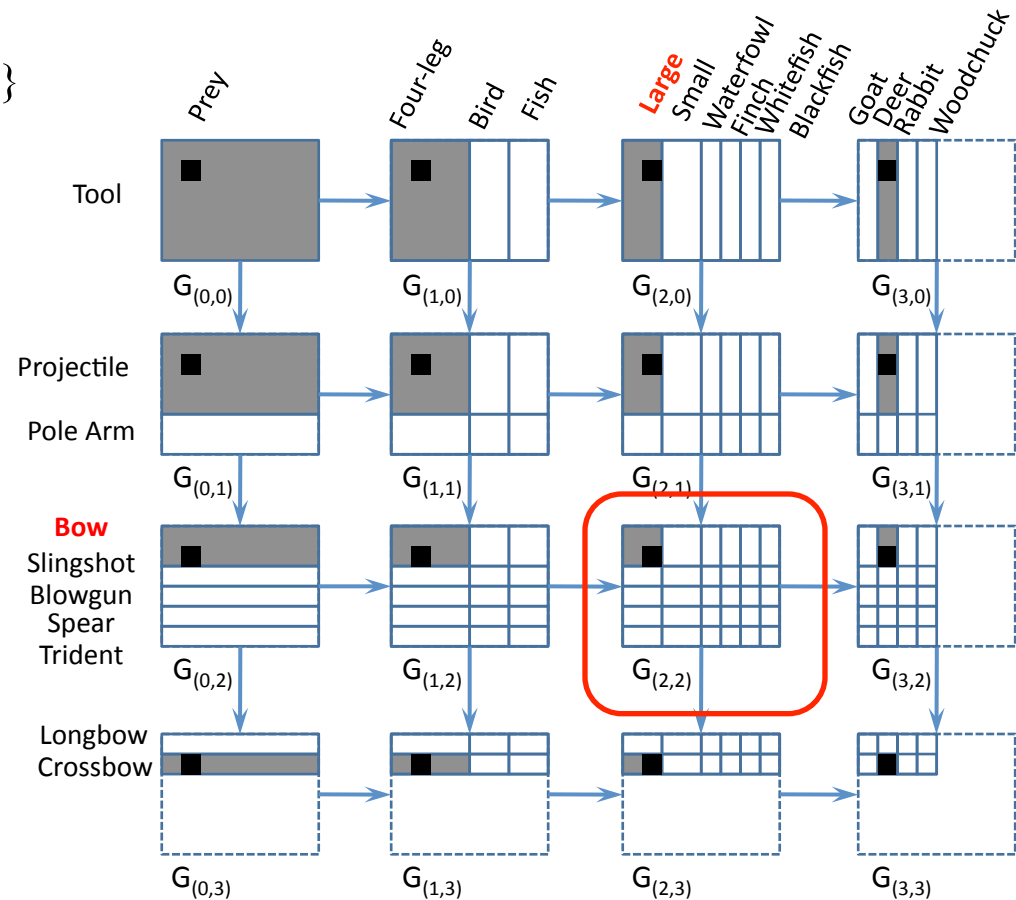 }
Prey
Four-leg
Bird
Fish
Large
Small
Waterfowl
Finch
Whitefish
Blackfish
Goat
Deer
Rabbit
Woodchuck
Tool
G(0,0)
G(1,0)
G(2,0)
G(3,0)
Projectile
Pole Arm
G(0,1)
G(1,1)
G(2,1)
G(3,1)
Bow
Slingshot
Blowgun
Spear
Trident
G(0,2)
G(1,2)
G(2,2)
G(3,2)
Longbow
Crossbow
G(0,3)
G(1,3)
G(2,3)
G(3,3)